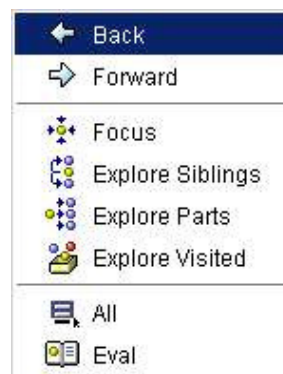 Back
Forward
Focus
Explore Siblings
Explore Parts
Explore Visited
All
Eval